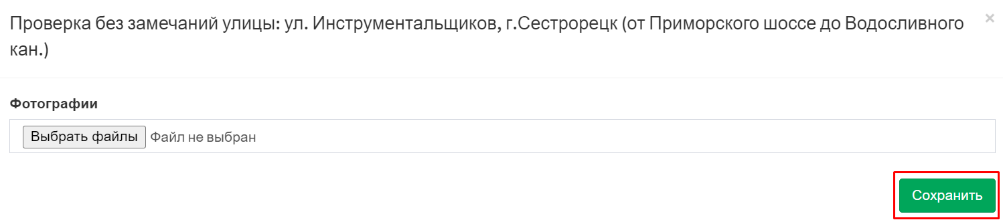 Проверка без замечаний улицы: ул. Инструментальщиков, г.Сестрорецк (от Приморского шоссе до Водосливного
кан.)
×
Фотографии
Выбрать файлы Файл не выбран
Сохранить